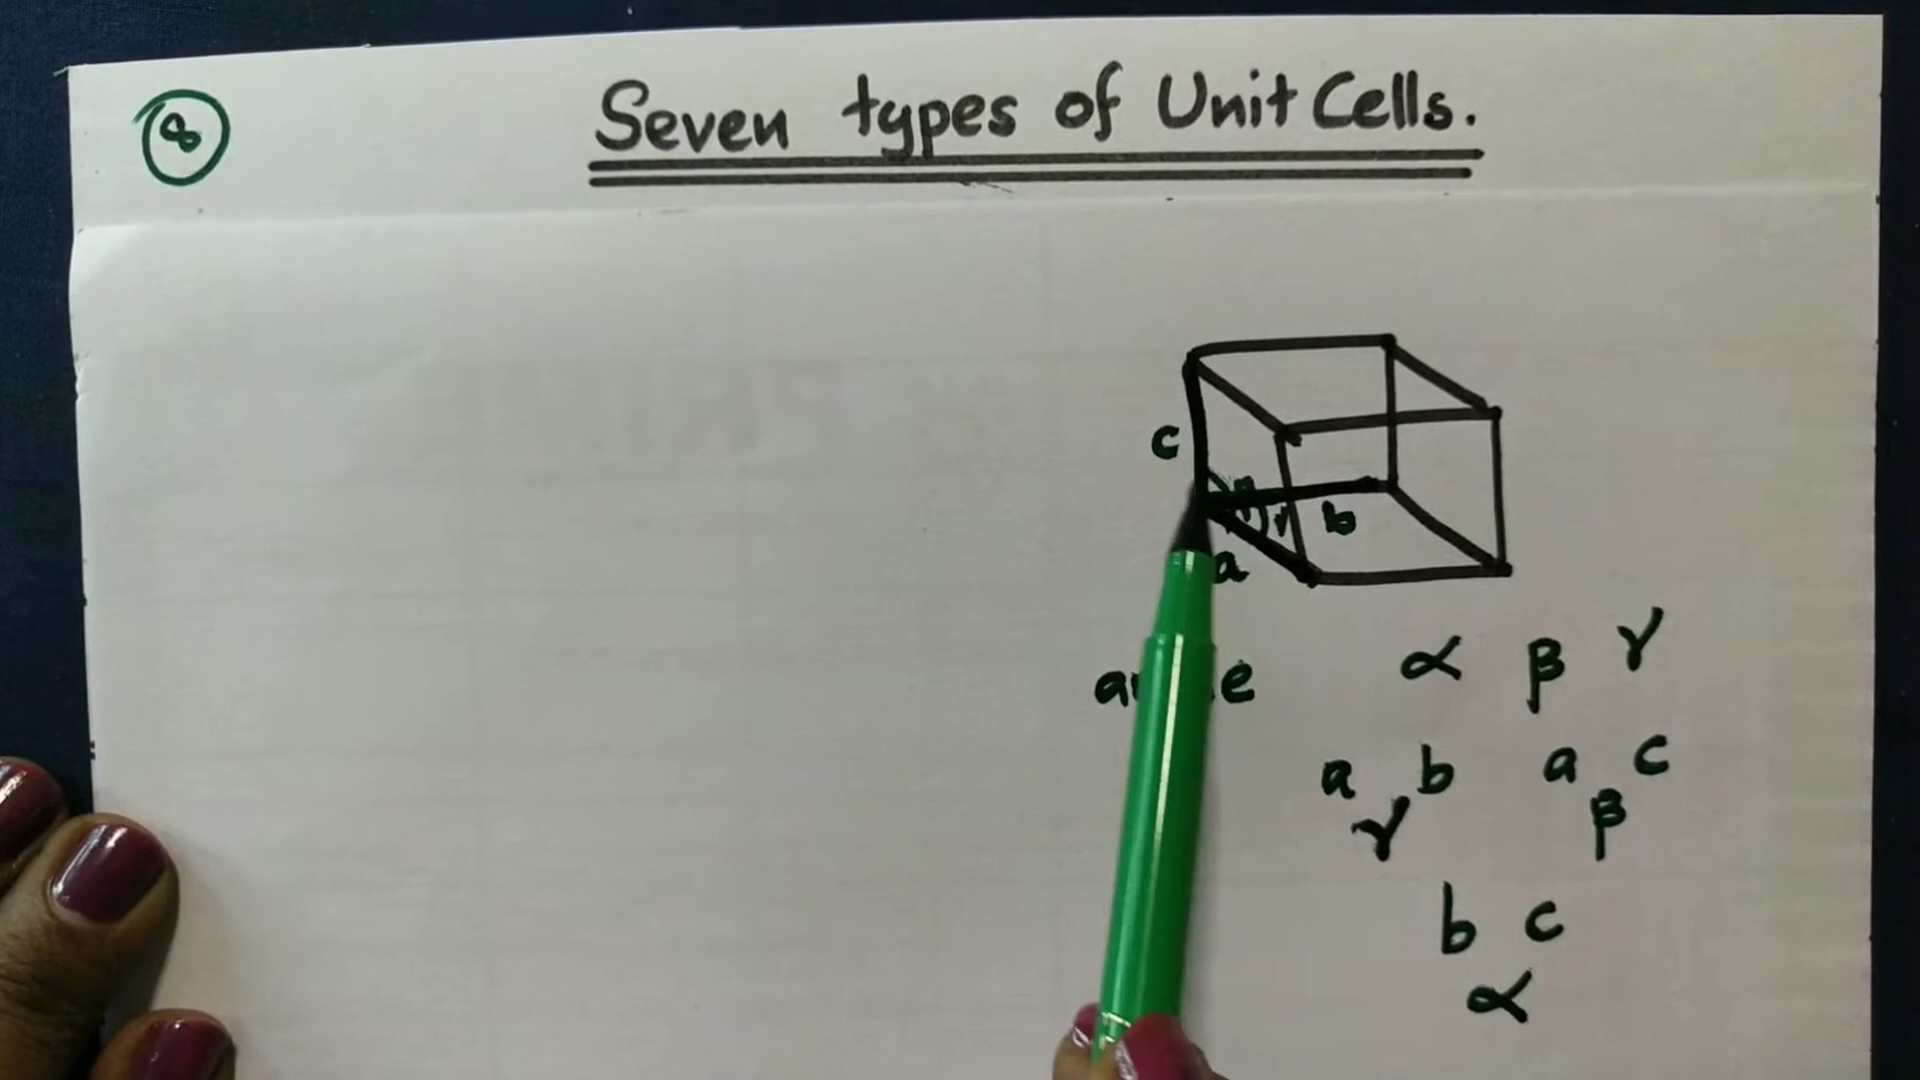 8
Seven types of Unit Cells.
c
b
a
α β γ
a b a c
γ β
b c
α